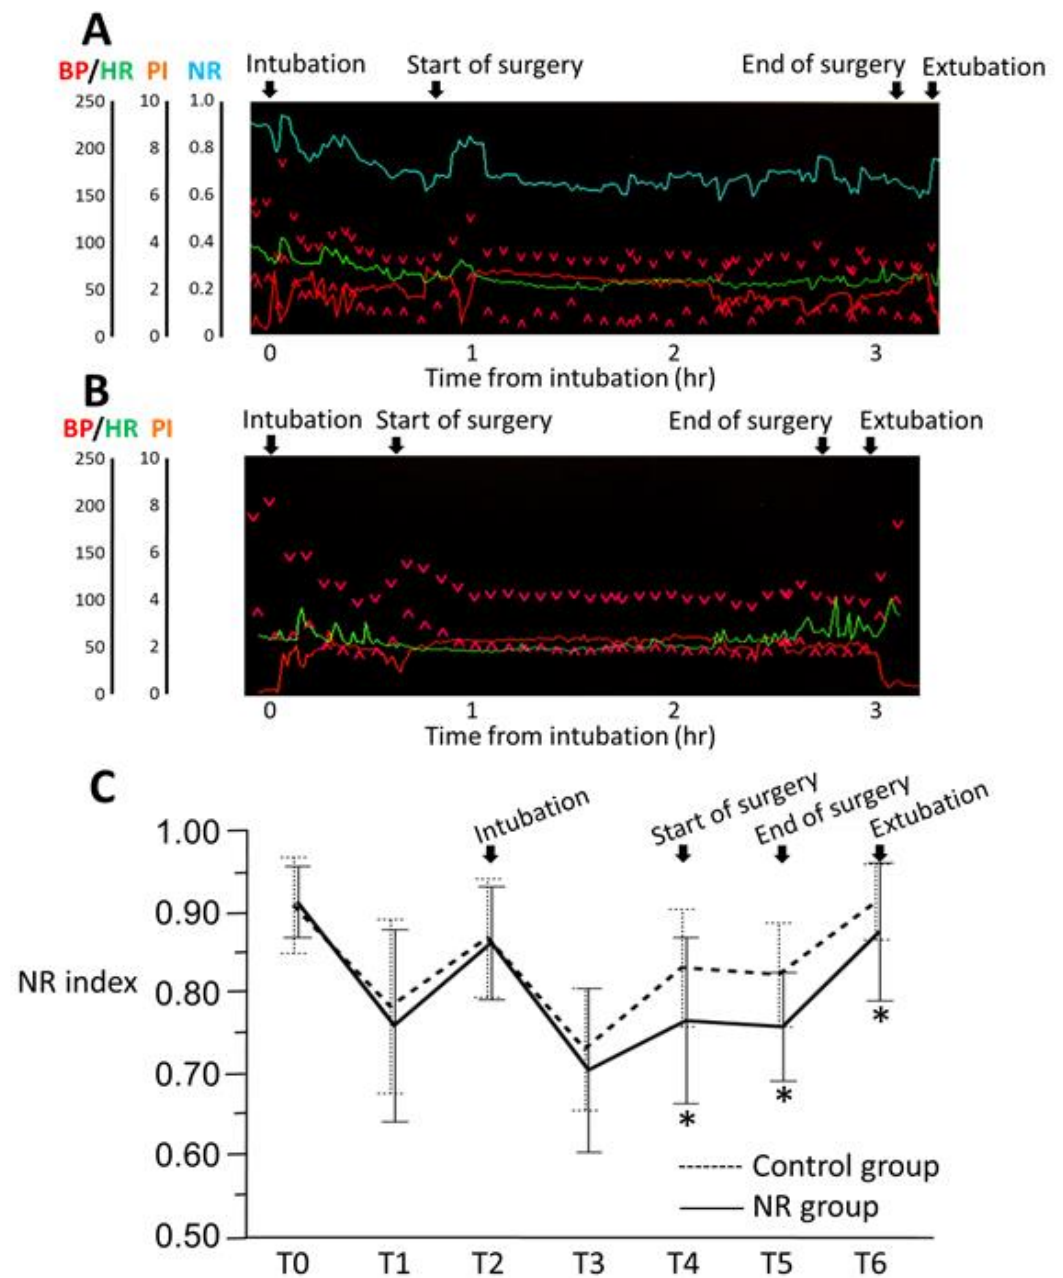 A
BP/HR PI NR
Intubation Start of surgery End of surgery Extubation
250 10 1.0
200 8 0.8
150 6 0.6
100 4 0.4
50 2 0.2
0 0 0
0 1 2 3
Time from intubation (hr)
B
BP/HR PI
Intubation Start of surgery End of surgery Extubation
250 10
200 8
150 6
100 4
50 2
0 0
0 1 2 3
Time from intubation (hr)
C
Intubation
Start of surgery
End of surgery
Extubation
1.00
0.90
NR index
0.80
0.70
0.60
0.50
* * *
Control group
NR group
T0 T1 T2 T3 T4 T5 T6